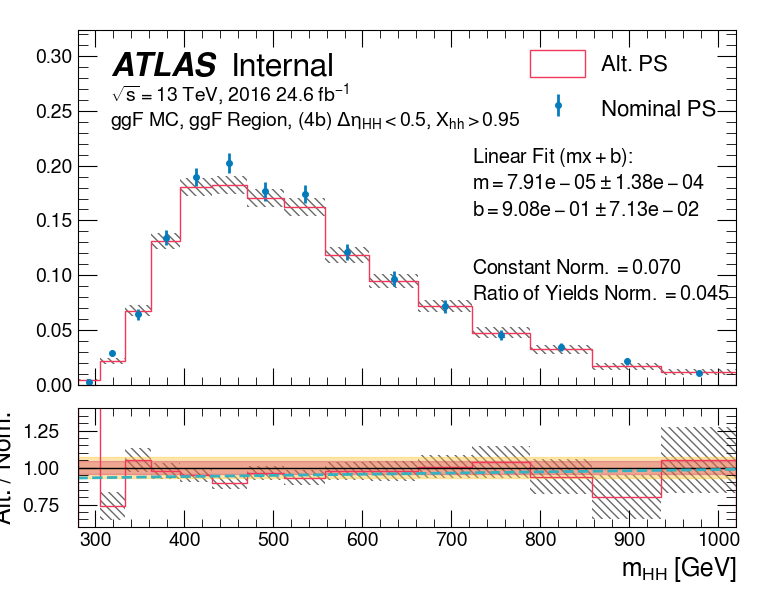 ATLAS Internal
√s = 13 TeV, 2016 24.6 fb⁻¹
ggF MC, ggF Region, (4b) Δη_HH < 0.5, X_hh > 0.95
Alt. PS
Nominal PS
Linear Fit (mx + b):
m = 7.91e − 05 ± 1.38e − 04
b = 9.08e − 01 ± 7.13e − 02
Constant Norm. = 0.070
Ratio of Yields Norm. = 0.045
0.30
0.25
0.20
0.15
0.10
0.05
0.00
Alt. / Nom.
1.25
1.00
0.75
300 400 500 600 700 800 900 1000
m_HH [GeV]